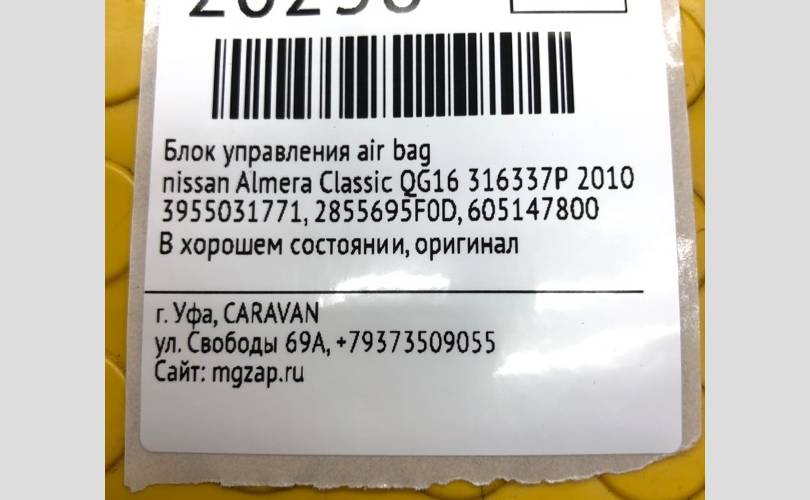 Блок управления air bag
nissan Almera Classic QG16 316337P 2010
3955031771, 2855695F0D, 605147800
В хорошем состоянии, оригинал
г. Уфа, CARAVAN
ул. Свободы 69А, +79373509055
Сайт: mgzap.ru